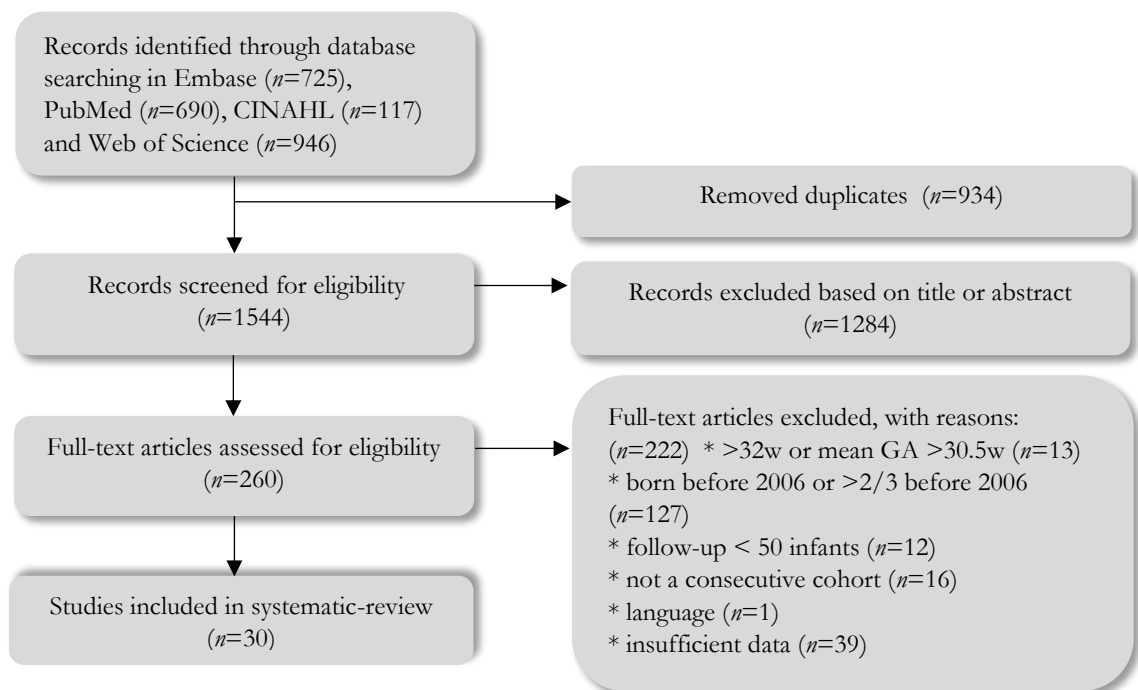 Records identified through database
searching in Embase (n=725),
PubMed (n=690), CINAHL (n=117)
and Web of Science (n=946)
Removed duplicates (n=934)
Records screened for eligibility
(n=1544)
Records excluded based on title or abstract
(n=1284)
Full-text articles assessed for eligibility
(n=260)
Full-text articles excluded, with reasons:
(n=222) * >32w or mean GA >30.5w (n=13)
* born before 2006 or >2/3 before 2006
(n=127)
* follow-up < 50 infants (n=12)
* not a consecutive cohort (n=16)
* language (n=1)
* insufficient data (n=39)
Studies included in systematic-review
(n=30)